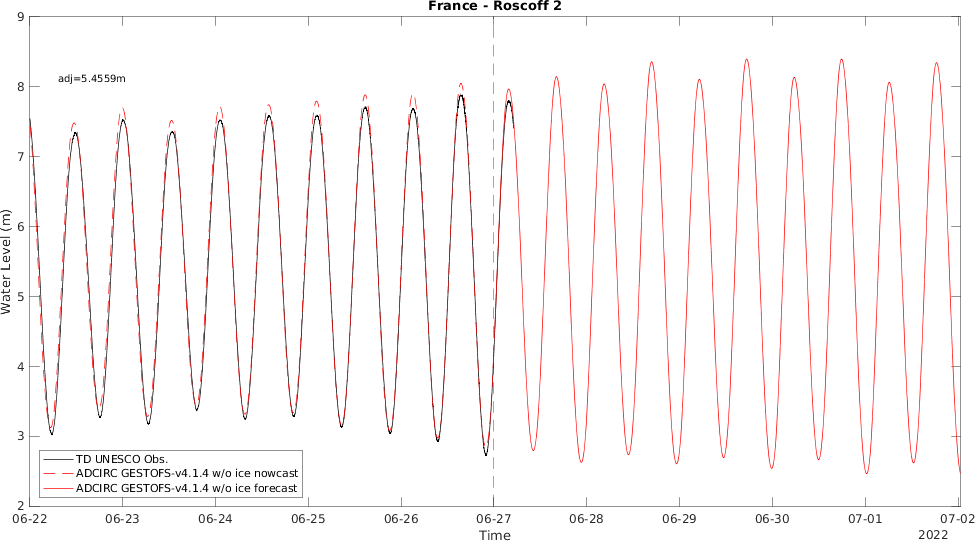 France - Roscoff 2
9
8
7
6
5
4
3
2
Water Level (m)
adj=5.4559m
TD UNESCO Obs.
ADCIRC GESTOFS-v4.1.4 w/o ice nowcast
ADCIRC GESTOFS-v4.1.4 w/o ice forecast
06-22 06-23 06-24 06-25 06-26 06-27 06-28 06-29 06-30 07-01 07-02
Time
2022